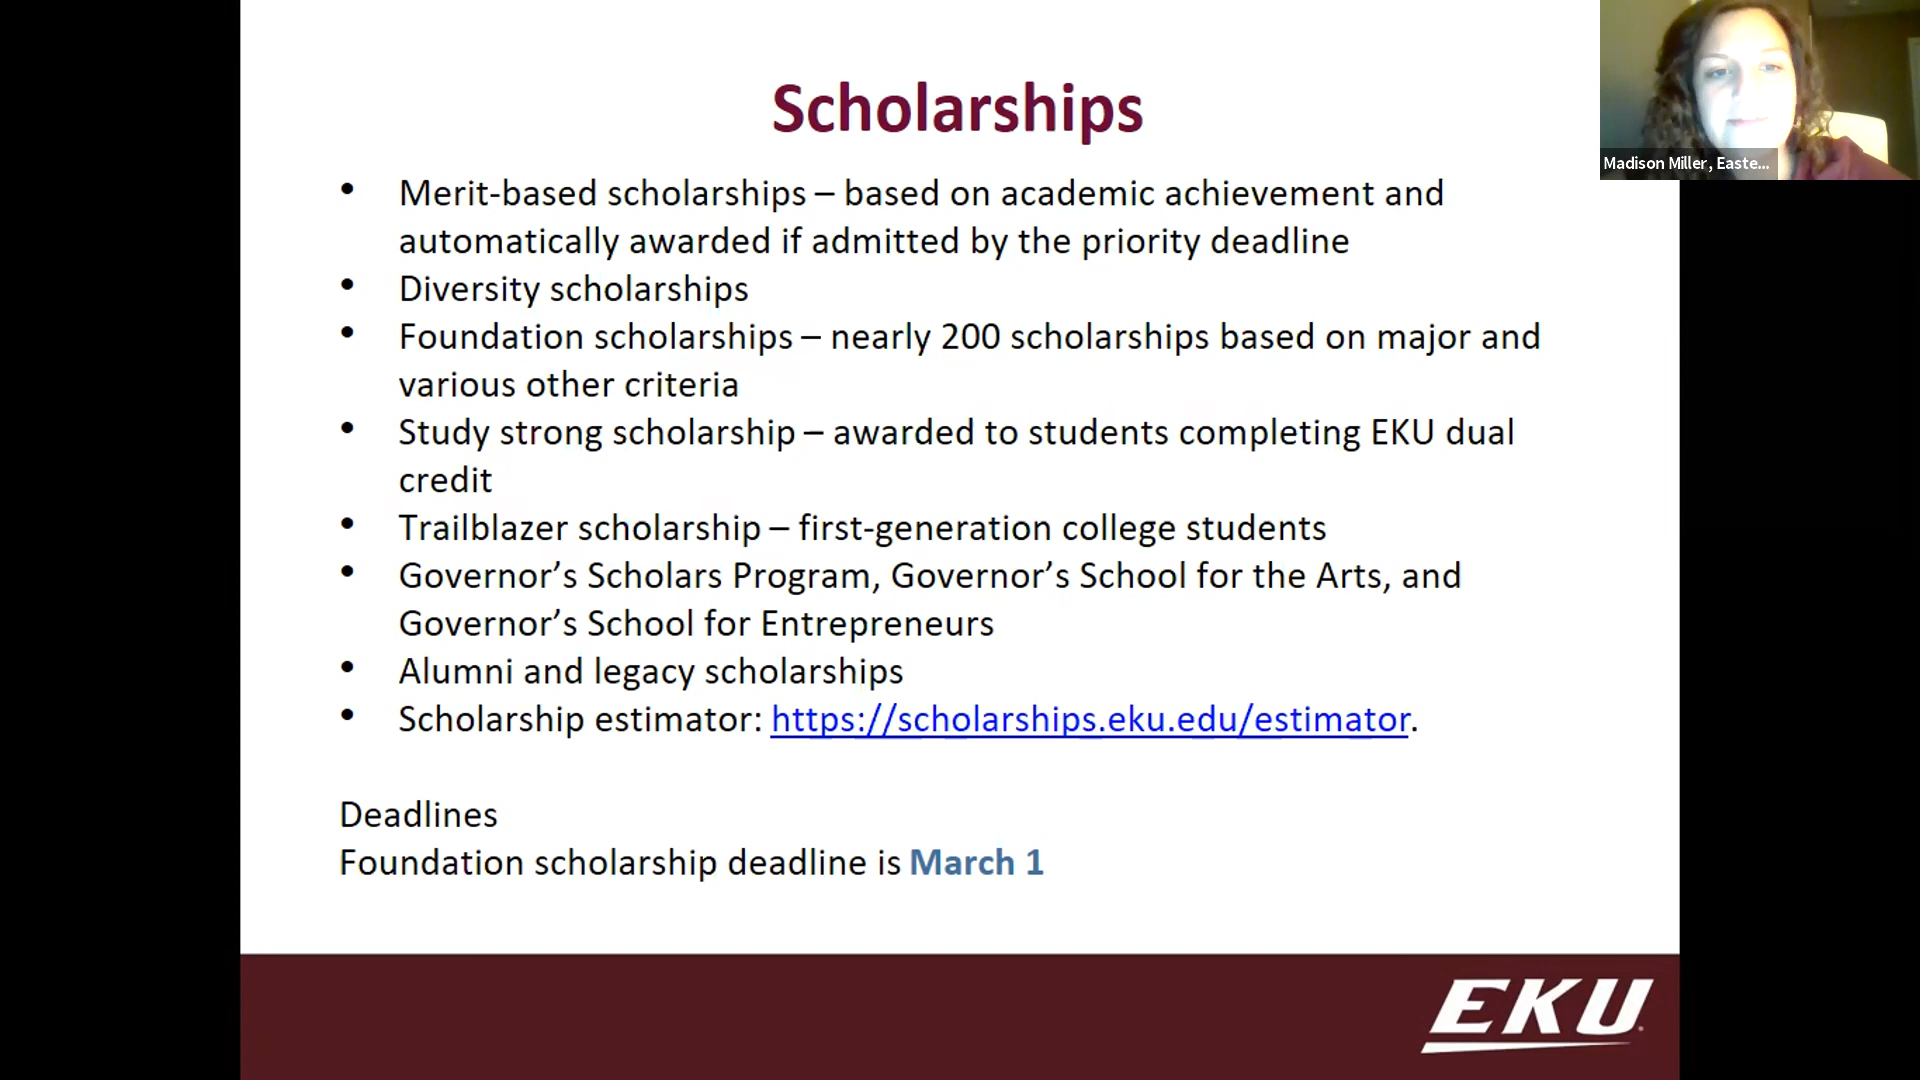 Scholarships
Madison Miller, Easte...
• Merit-based scholarships – based on academic achievement and
automatically awarded if admitted by the priority deadline
• Diversity scholarships
• Foundation scholarships – nearly 200 scholarships based on major and
various other criteria
• Study strong scholarship – awarded to students completing EKU dual
credit
• Trailblazer scholarship – first-generation college students
• Governor’s Scholars Program, Governor’s School for the Arts, and
Governor’s School for Entrepreneurs
• Alumni and legacy scholarships
• Scholarship estimator: https://scholarships.eku.edu/estimator.
Deadlines
Foundation scholarship deadline is March 1
EKU